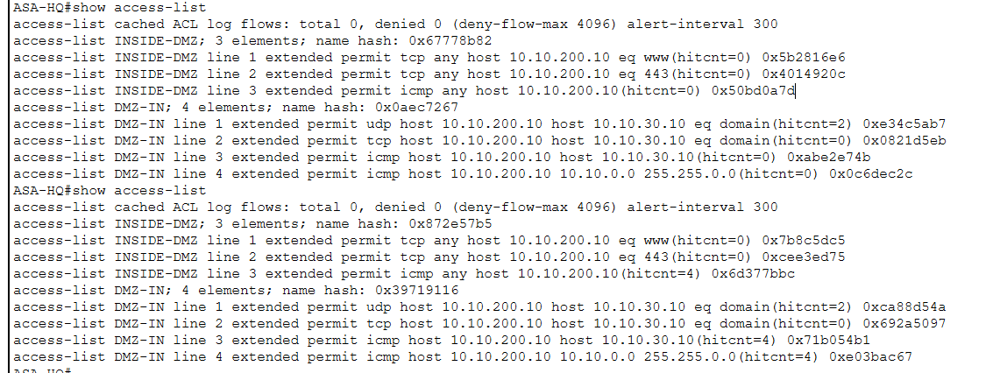 ASA-HQ#show access-list
access-list cached ACL log flows: total 0, denied 0 (deny-flow-max 4096) alert-interval 300
access-list INSIDE-DMZ; 3 elements; name hash: 0x67778b82
access-list INSIDE-DMZ line 1 extended permit tcp any host 10.10.200.10 eq www(hitcnt=0) 0x5b2816e6
access-list INSIDE-DMZ line 2 extended permit tcp any host 10.10.200.10 eq 443(hitcnt=0) 0x4014920c
access-list INSIDE-DMZ line 3 extended permit icmp any host 10.10.200.10(hitcnt=0) 0x50bd0a7d
access-list DMZ-IN; 4 elements; name hash: 0x0aec7267
access-list DMZ-IN line 1 extended permit udp host 10.10.200.10 host 10.10.30.10 eq domain(hitcnt=2) 0xe34c5ab7
access-list DMZ-IN line 2 extended permit tcp host 10.10.200.10 host 10.10.30.10 eq domain(hitcnt=0) 0x0821d5eb
access-list DMZ-IN line 3 extended permit icmp host 10.10.200.10 host 10.10.30.10(hitcnt=0) 0xabe2e74b
access-list DMZ-IN line 4 extended permit icmp host 10.10.200.10 10.10.0.0 255.255.0.0(hitcnt=0) 0x0c6dec2c
ASA-HQ#show access-list
access-list cached ACL log flows: total 0, denied 0 (deny-flow-max 4096) alert-interval 300
access-list INSIDE-DMZ; 3 elements; name hash: 0x872e57b5
access-list INSIDE-DMZ line 1 extended permit tcp any host 10.10.200.10 eq www(hitcnt=0) 0x7b8c5dc5
access-list INSIDE-DMZ line 2 extended permit tcp any host 10.10.200.10 eq 443(hitcnt=0) 0xcee3ed75
access-list INSIDE-DMZ line 3 extended permit icmp any host 10.10.200.10(hitcnt=4) 0x6d377bbc
access-list DMZ-IN; 4 elements; name hash: 0x39719116
access-list DMZ-IN line 1 extended permit udp host 10.10.200.10 host 10.10.30.10 eq domain(hitcnt=2) 0xca88d54a
access-list DMZ-IN line 2 extended permit tcp host 10.10.200.10 host 10.10.30.10 eq domain(hitcnt=0) 0x692a5097
access-list DMZ-IN line 3 extended permit icmp host 10.10.200.10 host 10.10.30.10(hitcnt=4) 0x71b054b1
access-list DMZ-IN line 4 extended permit icmp host 10.10.200.10 10.10.0.0 255.255.0.0(hitcnt=4) 0xe03bac67
ASA-HQ#